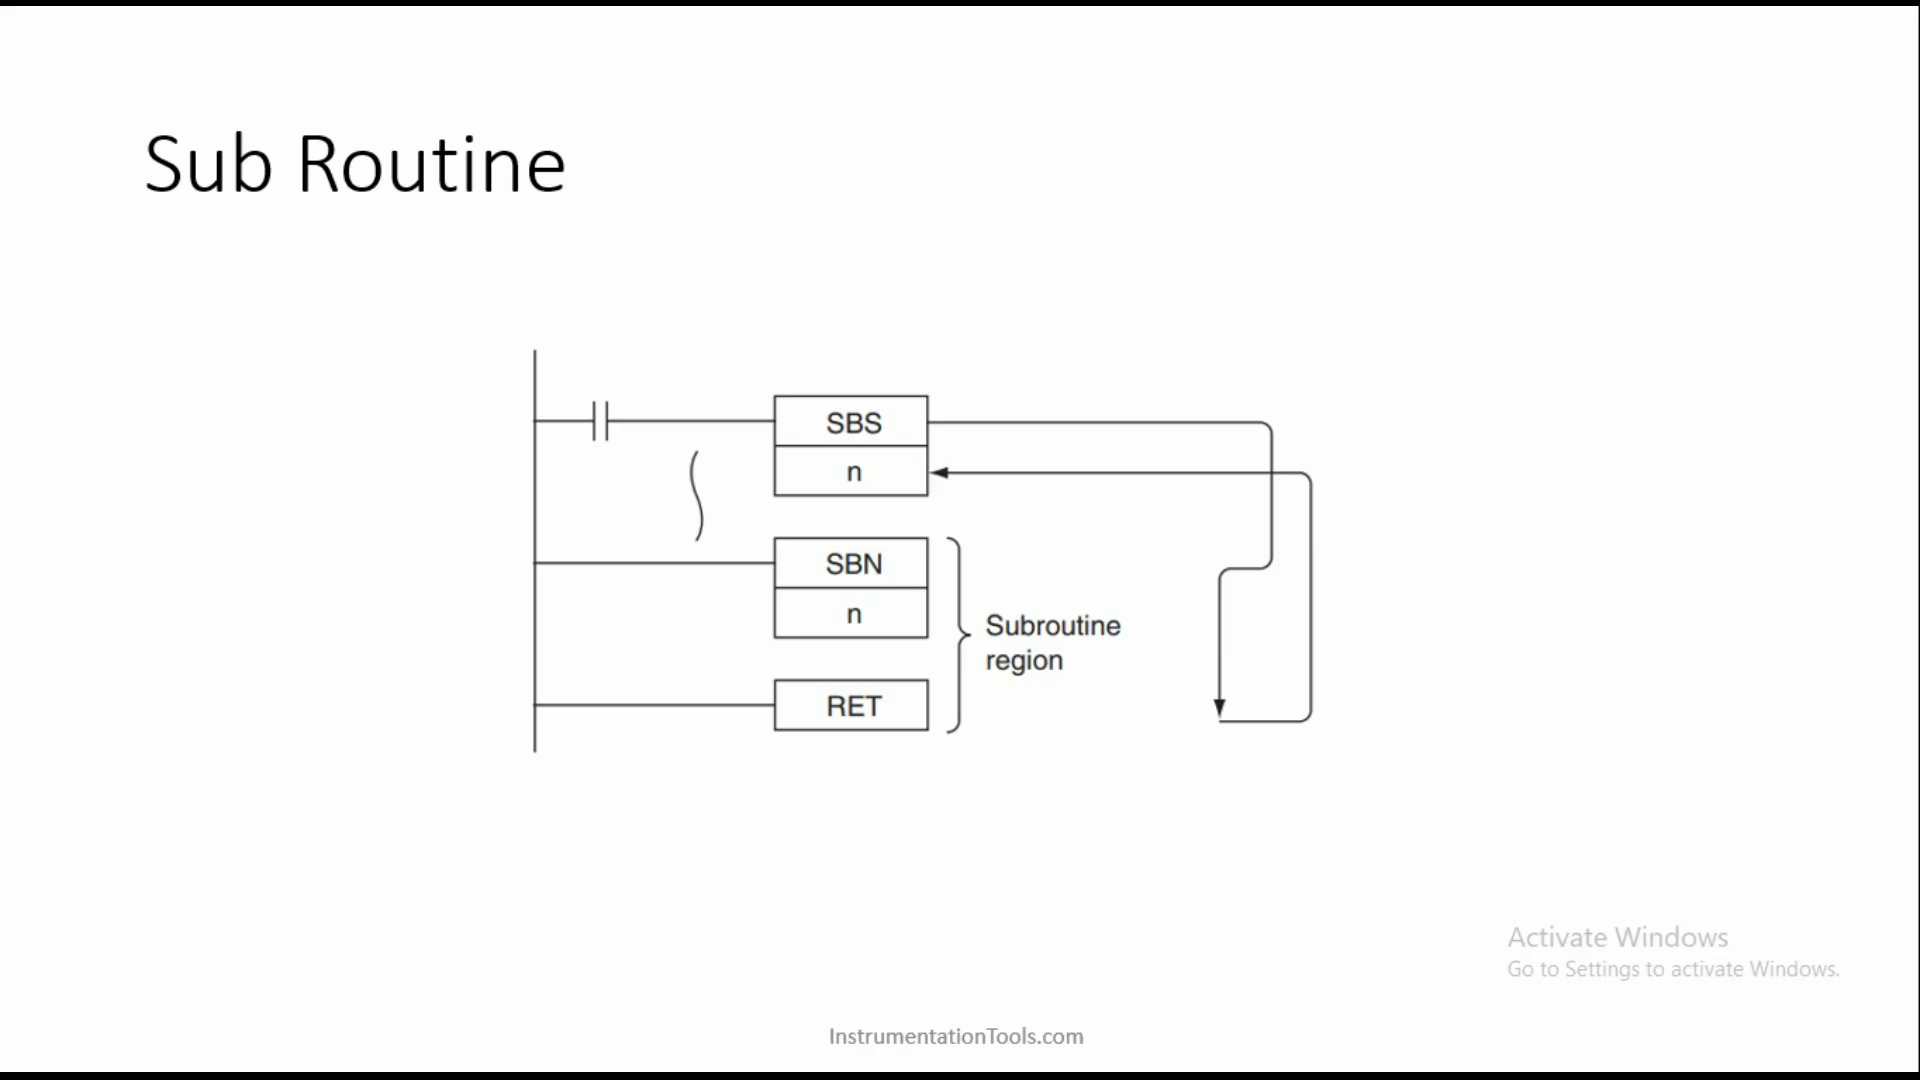 Sub Routine
SBS
n
SBN
n
Subroutine
region
RET
Activate Windows
Go to Settings to activate Windows.
InstrumentationTools.com